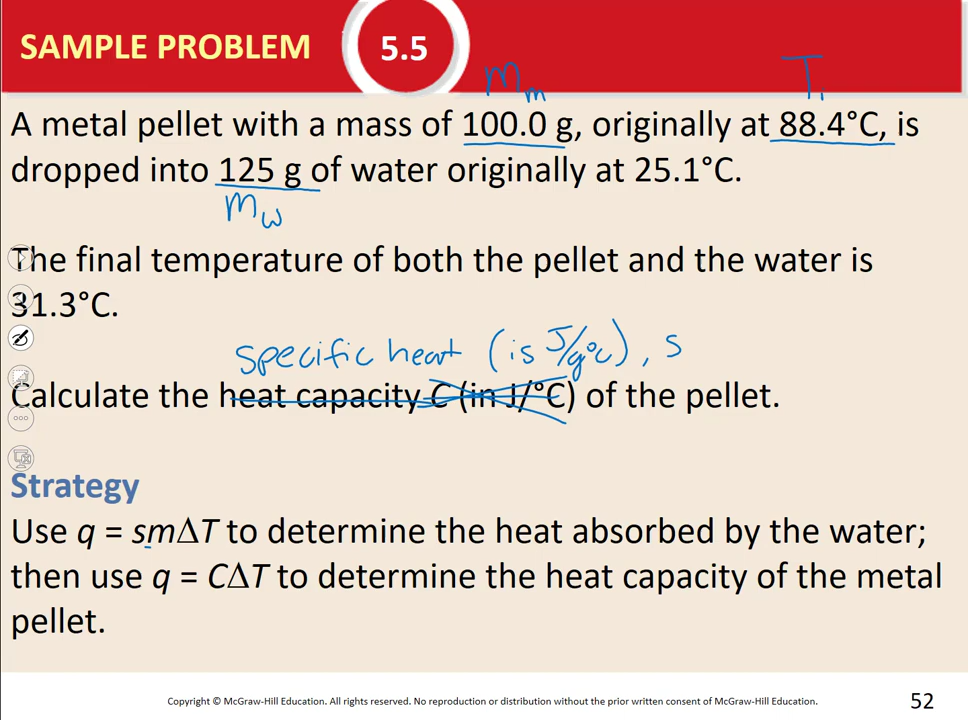 SAMPLE PROBLEM 5.5
m_m T_i
A metal pellet with a mass of 100.0 g, originally at 88.4°C, is
dropped into 125 g of water originally at 25.1°C.
m_w
The final temperature of both the pellet and the water is
31.3°C.
specific heat (is J/g°C), s
Calculate the heat capacity C (in J/°C) of the pellet.
Strategy
Use q = smΔT to determine the heat absorbed by the water;
then use q = CΔT to determine the heat capacity of the metal
pellet.
Copyright © McGraw-Hill Education. All rights reserved. No reproduction or distribution without the prior written consent of McGraw-Hill Education.
52